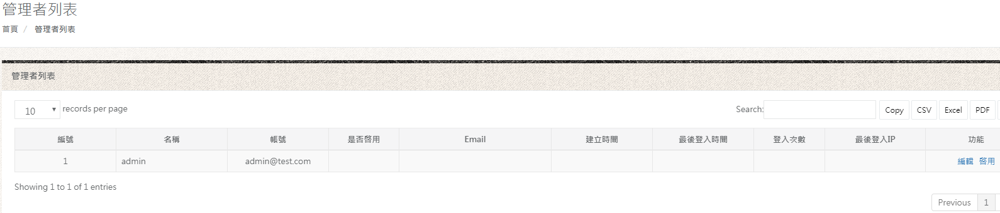 管理者列表
首頁 / 管理者列表
管理者列表
10 records per page Search: Copy CSV Excel PDF
編號 名稱 帳號 是否啓用 Email 建立時間 最後登入時間 登入次數 最後登入IP 功能
1 admin admin@test.com 編輯 啓用
Showing 1 to 1 of 1 entries
Previous 1